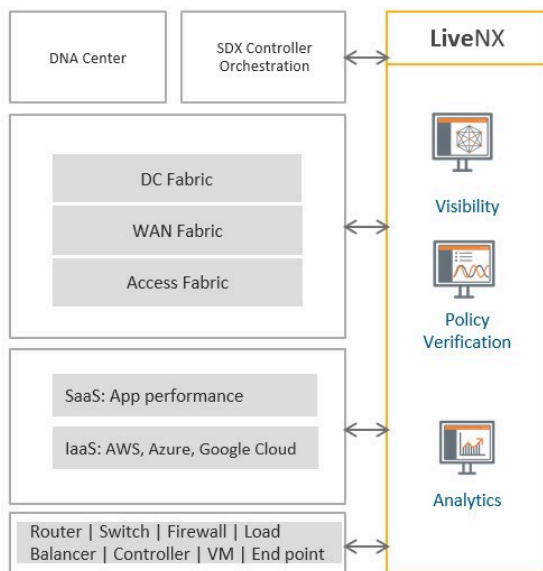 DNA Center
SDX Controller
Orchestration
LiveNX
DC Fabric
WAN Fabric
Access Fabric
Visibility
Policy
Verification
SaaS: App performance
IaaS: AWS, Azure, Google Cloud
Analytics
Router | Switch | Firewall | Load
Balancer | Controller | VM | End point